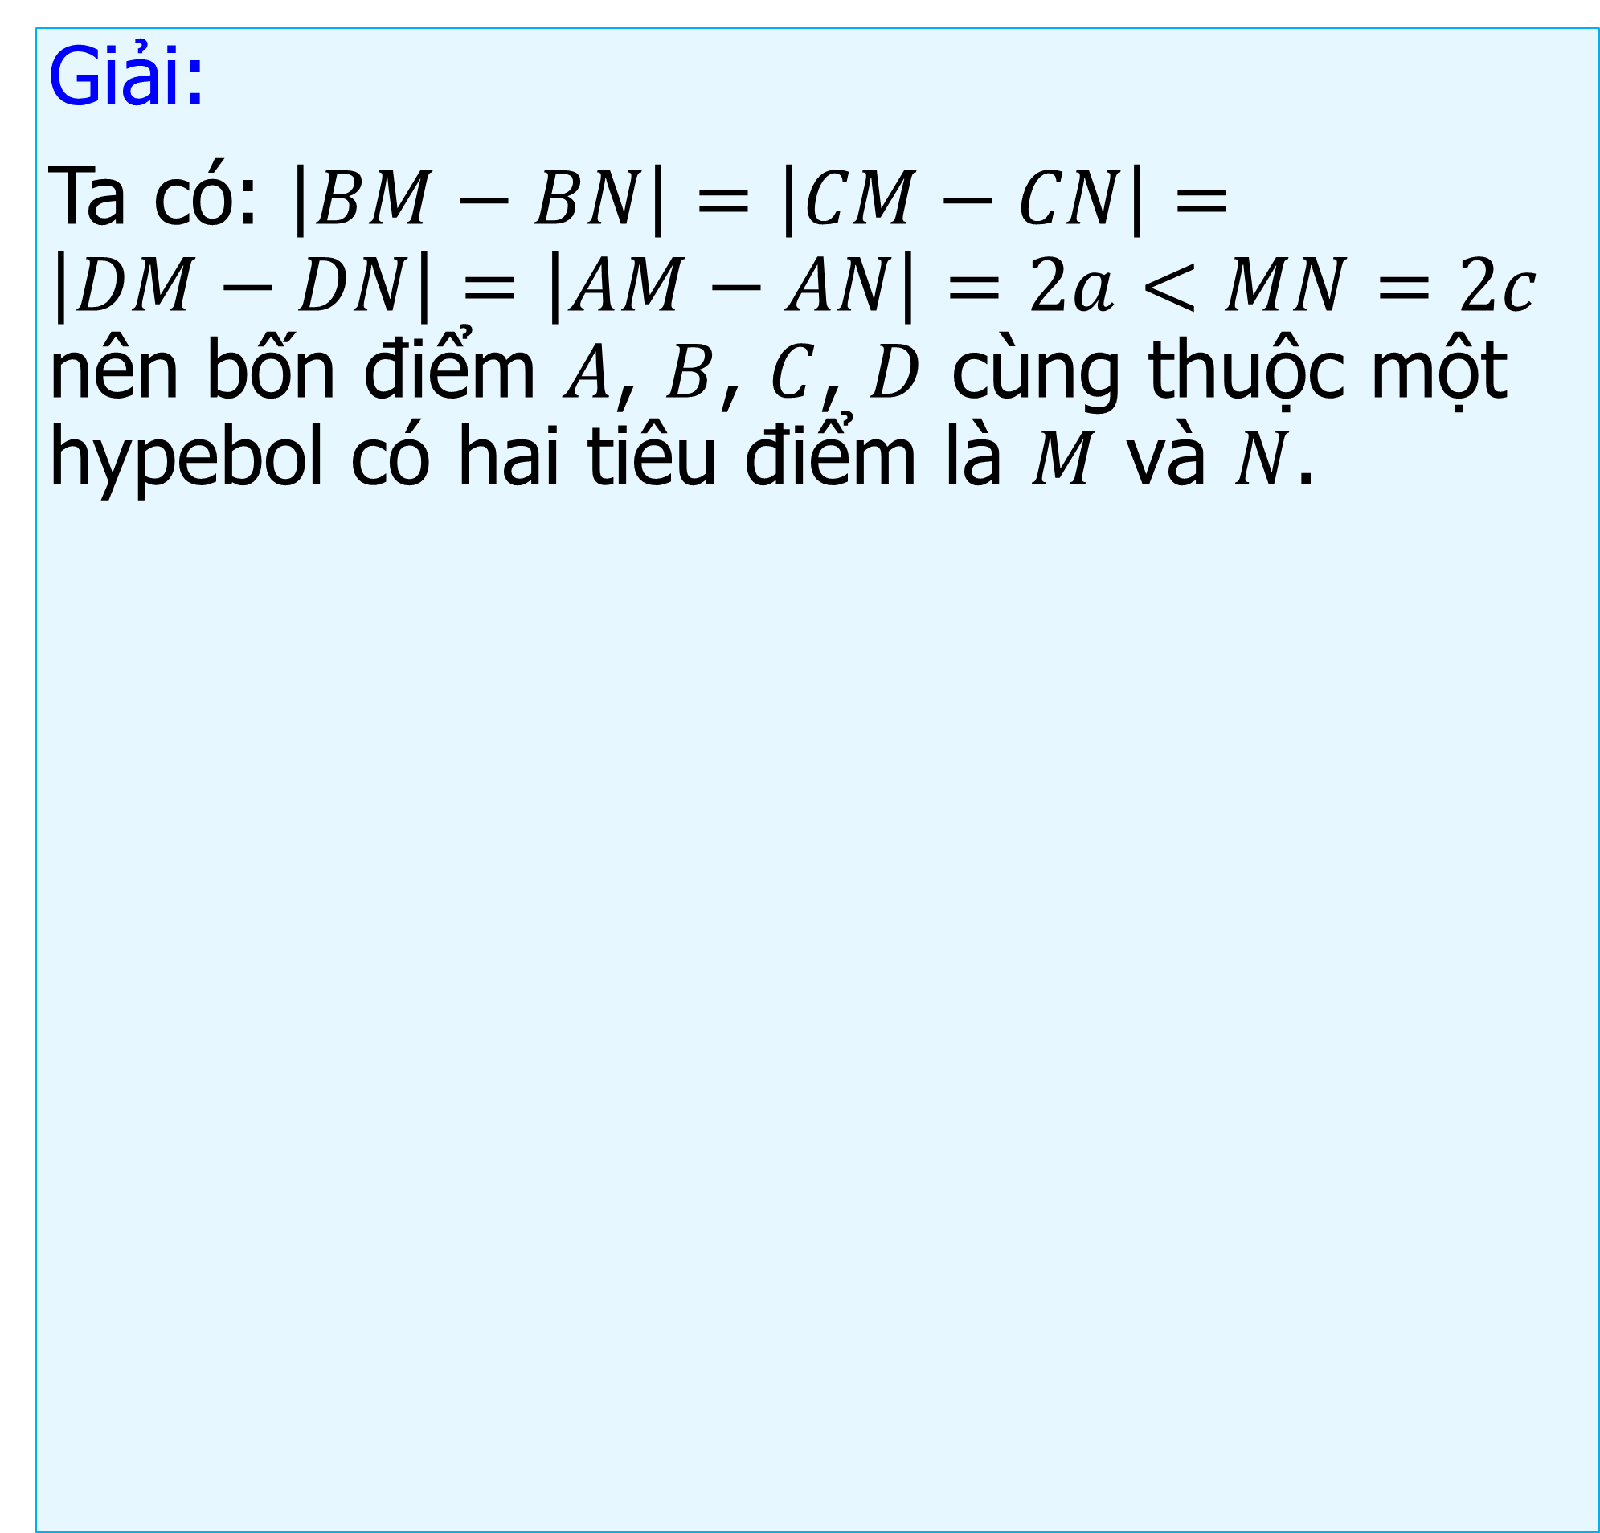 Giải:
Ta có: |𝐵𝑀 − 𝐵𝑁| = |𝐶𝑀 − 𝐶𝑁| =
|𝐷𝑀 − 𝐷𝑁| = |𝐴𝑀 − 𝐴𝑁| = 2𝑎 < 𝑀𝑁 = 2𝑐
nên bốn điểm 𝐴, 𝐵, 𝐶, 𝐷 cùng thuộc một
hypebol có hai tiêu điểm là 𝑀 và 𝑁.